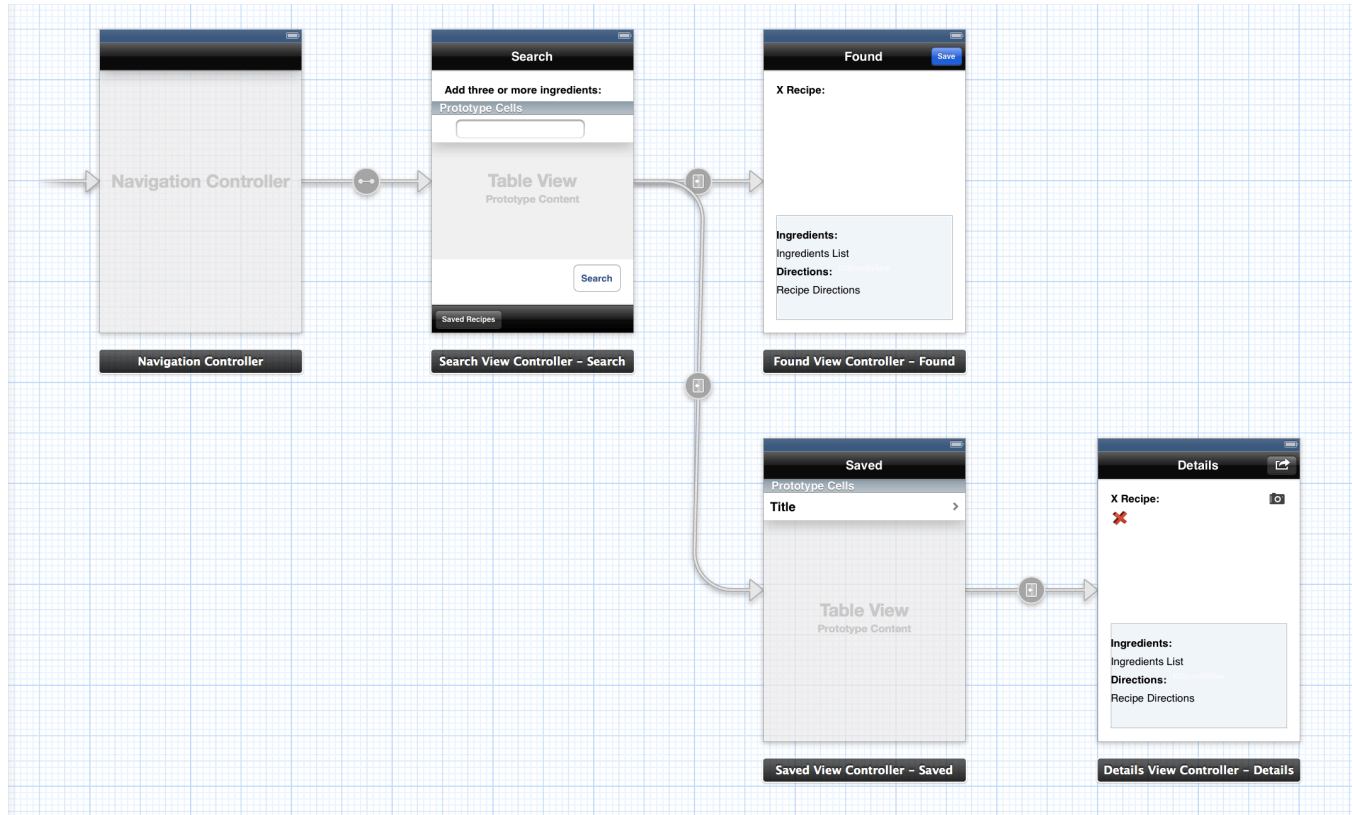 Navigation Controller
Navigation Controller
Search
Add three or more ingredients:
Prototype Cells
Table View
Prototype Content
Search
Saved Recipes
Search View Controller – Search
Found
Save
X Recipe:
Ingredients:
Ingredients List
Directions:
Recipe Directions
Found View Controller – Found
Saved
Prototype Cells
Title
Table View
Prototype Content
Saved View Controller – Saved
Details
X Recipe:
Ingredients:
Ingredients List
Directions:
Recipe Directions
Details View Controller – Details